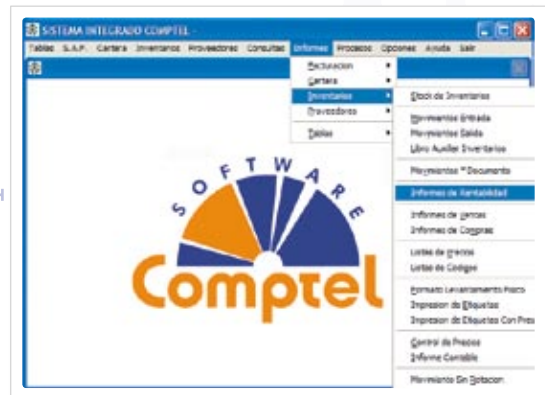 SISTEMA INTEGRADO COMPTEL -
Tablas S.A.P. Cartera Inventarios Proveedores Consultas Informes Procesos Opciones Ayuda Salir
Facturacion
Cartera
Inventarios
Proveedores
Tablas
Stock de Inventarios
Movimientos Entrada
Movimientos Salida
Libro Auxiliar Inventarios
Movimientos * Documento
Informes de Rentabilidad
Informes de Ventas
Informes de Compras
Listas de Precios
Listas de Codigos
Formato Levantamiento Fisico
Impresion de Etiquetas
Impresion de Etiquetas Con Prec
Control de Precios
Informe Contable
Movimiento Sin Rotacion
SOFTWARE
Comptel